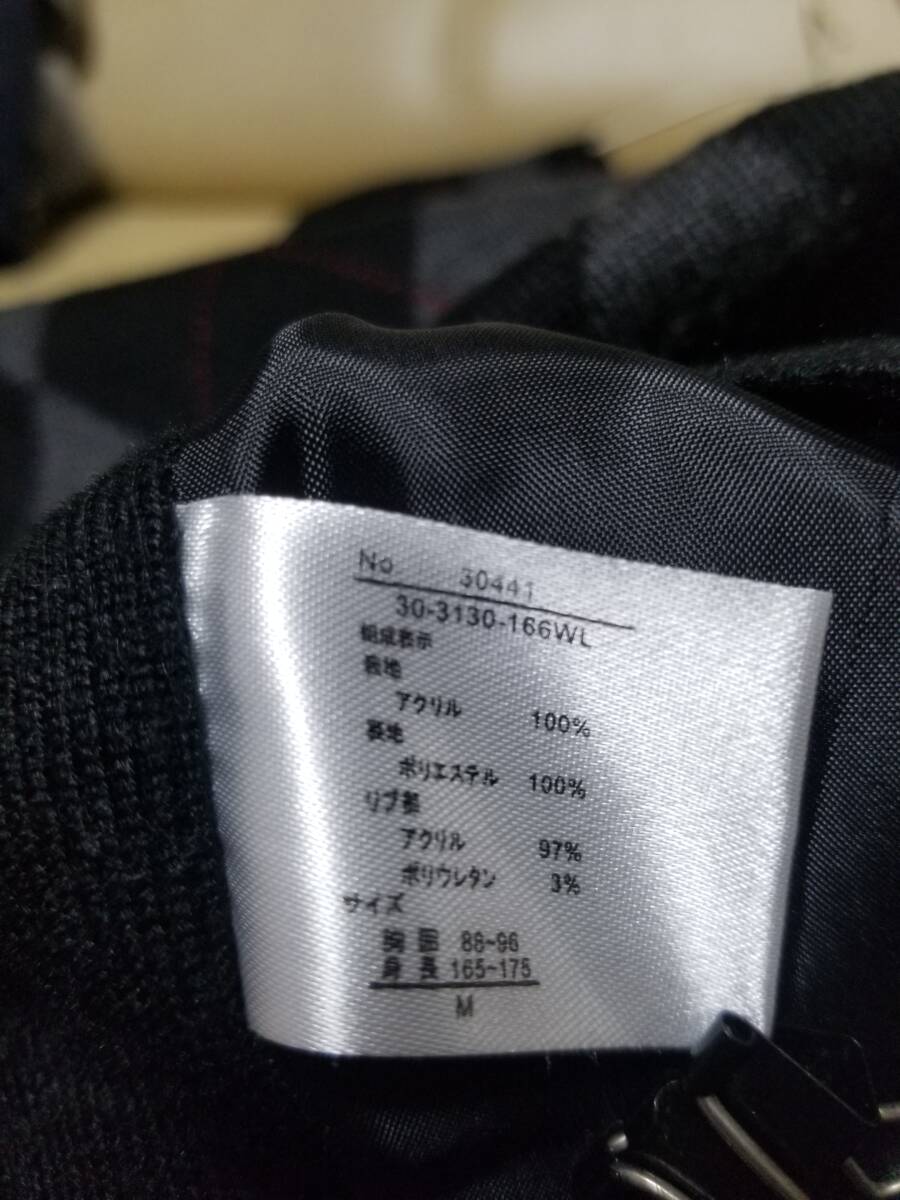 No 30441
30-3130-166WL
組成表示
表地
アクリル 100%
裏地
ポリエステル 100%
リブ部
アクリル 97%
ポリウレタン 3%
サイズ
胸囲 88~96
身長 165~175
M